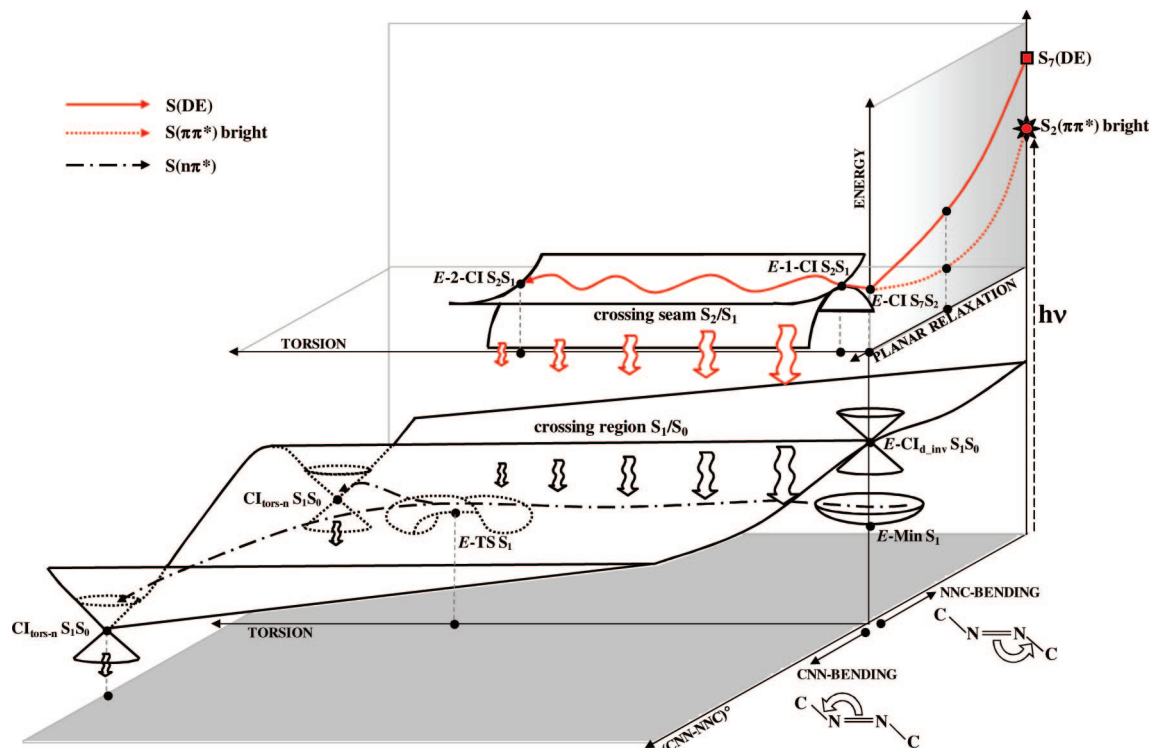 S₇(DE)
S(DE)
S(ππ*) bright
S₂(ππ*) bright
S(nπ*)
ENERGY
E-2-CI S₂S₁
E-1-CI S₂S₁
E-CI S₇S₂
crossing seam S₂/S₁
PLANAR RELAXATION
hν
TORSION
crossing region S₁/S₀
E-CId_inv S₁S₀
CItors-n S₁S₀
E-TS S₁
E-Min S₁
NNC-BENDING
CItors-n S₁S₀
TORSION
C N N C
CNN-BENDING
C N N C
(CNN-NNC)°